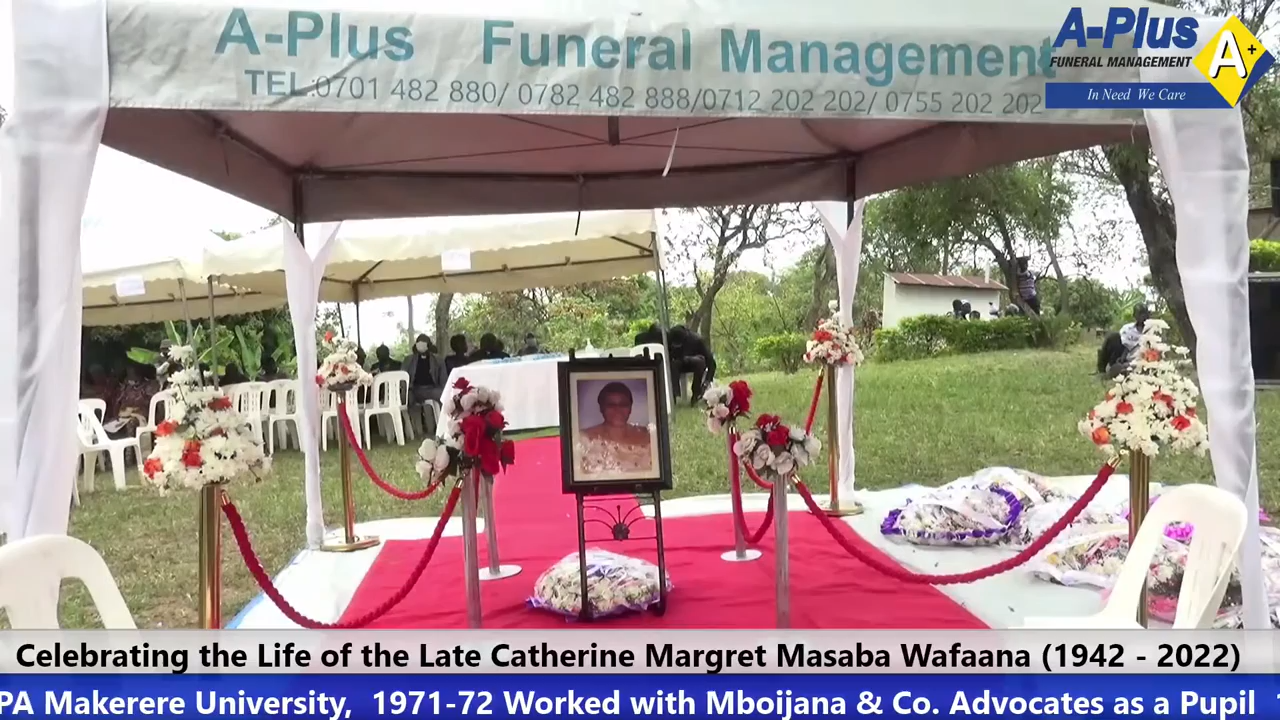 A-Plus Funeral Management
TEL:0701 482 880/ 0782 482 888/0712 202 202/ 0755 202 202
A-Plus
FUNERAL MANAGEMENT
A+
In Need We Care
Celebrating the Life of the Late Catherine Margret Masaba Wafaana (1942 - 2022)
PA Makerere University, 1971-72 Worked with Mboijana & Co. Advocates as a Pupil